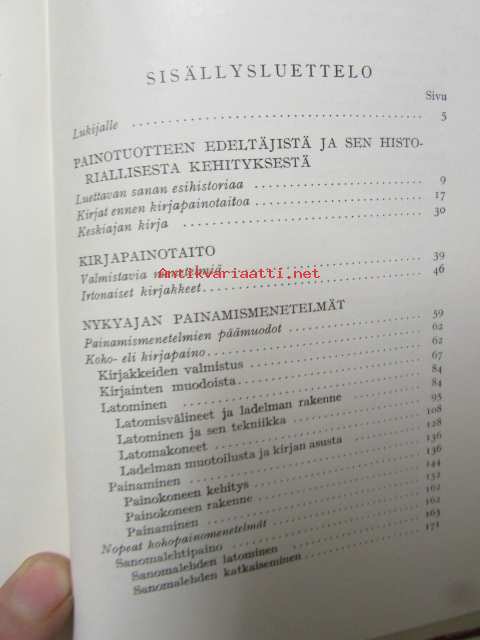 SISÄLLYSLUETTELO
Sivu
Lukijalle 5
PAINOTUOTTEEN EDELTÄJISTÄ JA SEN HISTO-
RIALLISESTA KEHITYKSESTÄ
Luettavan sanan esihistoriaa 9
Kirjat ennen kirjapainotaitoa 17
Keskiajan kirja 30
KIRJAPAINOTAITO
Valmistavia menetelmiä 39
antikvariaatti.net
Irtonaiset kirjakkeet 46
NYKYAJAN PAINAMISMENETELMÄT
Painamismenetelmien päämuodot 59
Koho- eli kirjapaino 62
Kirjakkeiden valmistus 62
Kirjainten muodoista 67
Latominen 84
Latomisvälineet ja ladelman rakenne 84
Latominen ja sen tekniikka 95
Latomakoneet 108
Ladelman muotoilusta ja kirjan asusta 128
Painaminen 136
Painokoneen kehitys 136
Painokoneen rakenne 144
Painaminen 152
Nopeat kohopainomenetelmät 162
Sanomalehtipaino 162
Sanomalehden latominen 163
Sanomalehden katkaiseminen 171